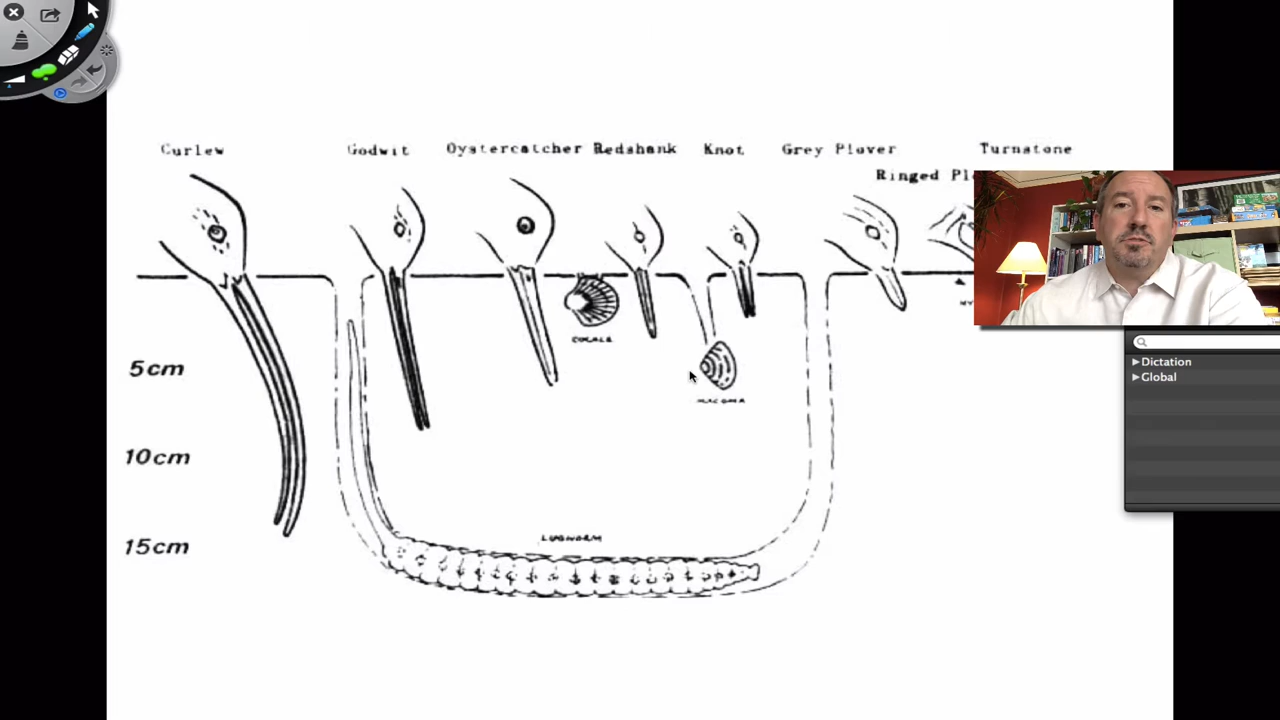 Curlew
Godwit
Oystercatcher
Redshank
Knot
Grey Plover
Turnstone
Ringed Pl
COCKLE
5cm
MACOMA
10cm
LUGWORM
15cm
Dictation
Global